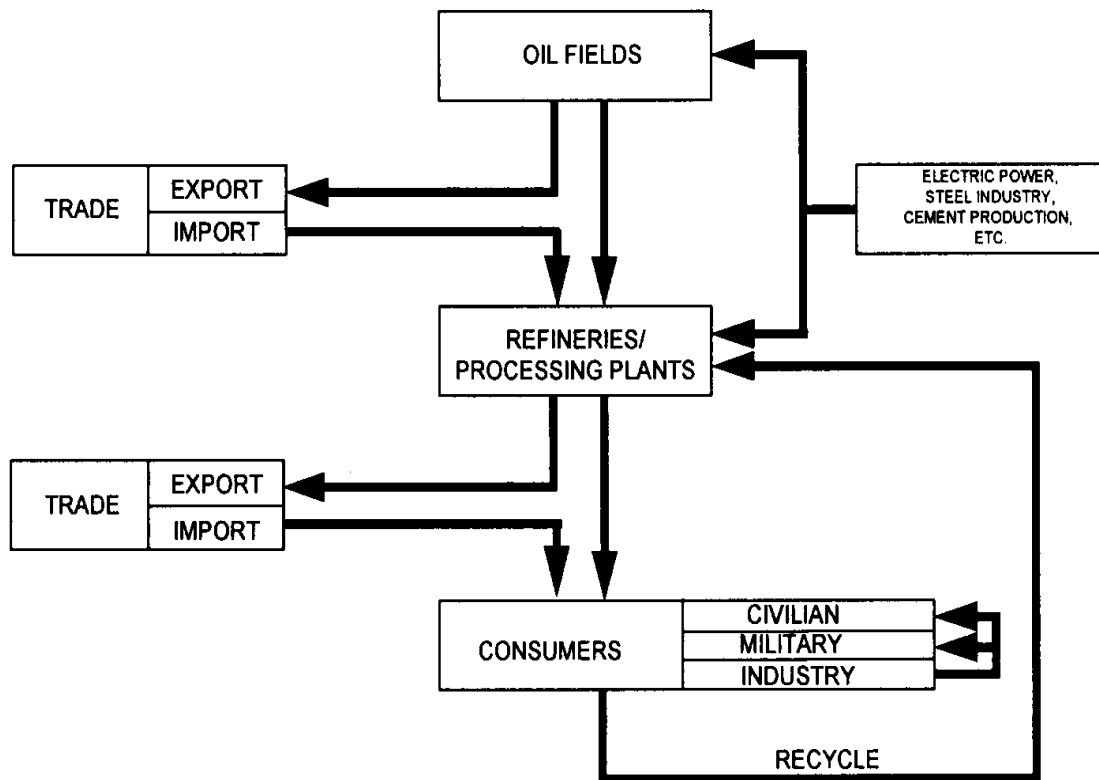 OIL FIELDS
TRADE
EXPORT
IMPORT
ELECTRIC POWER,
STEEL INDUSTRY,
CEMENT PRODUCTION,
ETC.
REFINERIES/
PROCESSING PLANTS
TRADE
EXPORT
IMPORT
CONSUMERS
CIVILIAN
MILITARY
INDUSTRY
RECYCLE